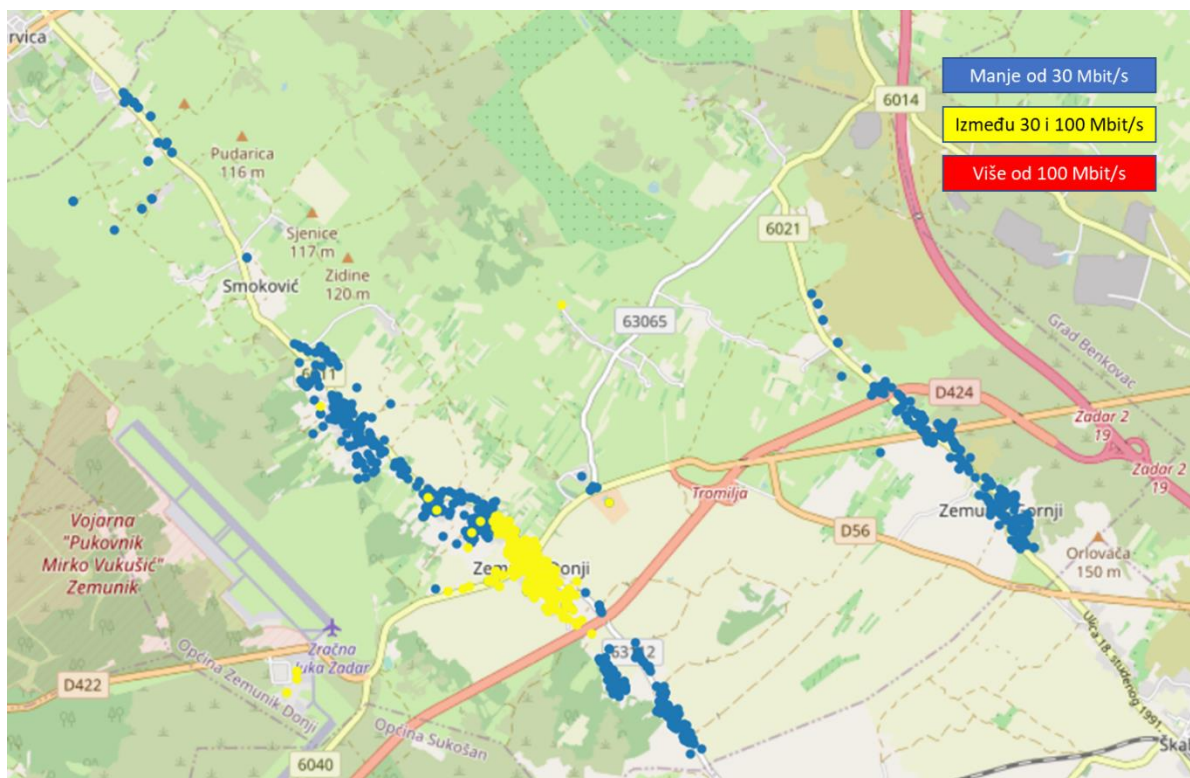 rvica
6014
Manje od 30 Mbit/s
Između 30 i 100 Mbit/s
Više od 100 Mbit/s
Pudarica
116 m
6021
Sjenice
117 m
Zidine
120 m
Smoković
63065
Grad Benkovac
D424
Zadar 2
19
Zadar 2
19
Tromilja
Vojarna
"Pukovnik
Mirko Vukušić"
Zemunik
D56
Orlovača
150 m
Zračna
luka Zadar
Općina Zemunik Donji
D422
Općina Sukošan
Ulica 18. studenog 1991
Škab
6040